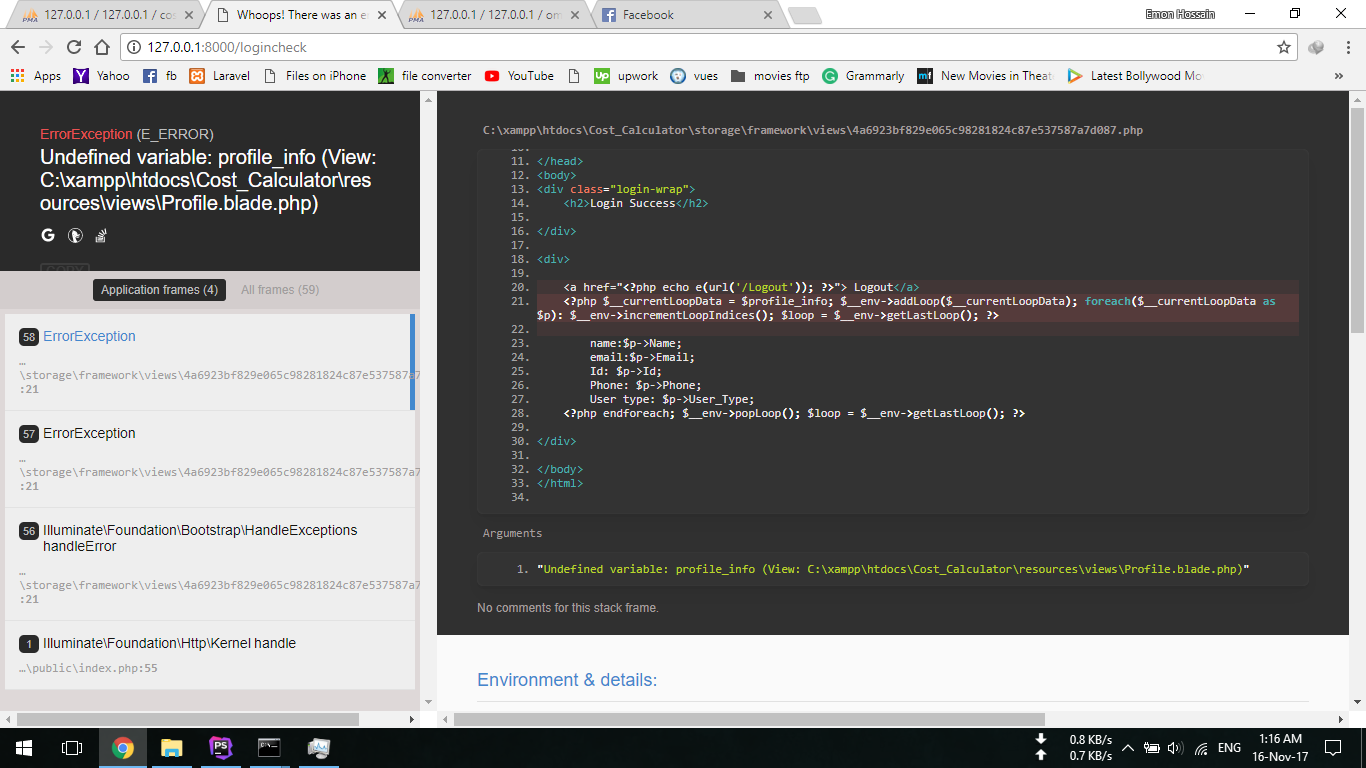 127.0.0.1 / 127.0.0.1 / cos
Whoops! There was an e
127.0.0.1 / 127.0.0.1 / om
Facebook
Emon Hossain
127.0.0.1:8000/logincheck
Apps
Yahoo
fb
Laravel
Files on iPhone
file converter
YouTube
upwork
vues
movies ftp
Grammarly
New Movies in Theat
Latest Bollywood Mo
»
ErrorException (E_ERROR)
Undefined variable: profile_info (View:
C:\xampp\htdocs\Cost_Calculator\res
ources\views\Profile.blade.php)
COPY
Application frames (4)
All frames (59)
58 ErrorException
…
\storage\framework\views\4a6923bf829e065c98281824c87e537587a7
:21
57 ErrorException
…
\storage\framework\views\4a6923bf829e065c98281824c87e537587a7
:21
56 Illuminate\Foundation\Bootstrap\HandleExceptions
handleError
…
\storage\framework\views\4a6923bf829e065c98281824c87e537587a7
:21
1 Illuminate\Foundation\Http\Kernel handle
…\public\index.php:55
C:\xampp\htdocs\Cost_Calculator\storage\framework\views\4a6923bf829e065c98281824c87e537587a7d087.php
10.
11. </head>
12. <body>
13. <div class="login-wrap">
14. <h2>Login Success</h2>
15.
16. </div>
17.
18. <div>
19.
20. <a href="<?php echo e(url('/Logout')); ?>"> Logout</a>
21. <?php $__currentLoopData = $profile_info; $__env->addLoop($__currentLoopData); foreach($__currentLoopData as
$p): $__env->incrementLoopIndices(); $loop = $__env->getLastLoop(); ?>
22.
23. name:$p->Name;
24. email:$p->Email;
25. Id: $p->Id;
26. Phone: $p->Phone;
27. User type: $p->User_Type;
28. <?php endforeach; $__env->popLoop(); $loop = $__env->getLastLoop(); ?>
29.
30. </div>
31.
32. </body>
33. </html>
34.
Arguments
1. "Undefined variable: profile_info (View: C:\xampp\htdocs\Cost_Calculator\resources\views\Profile.blade.php)"
No comments for this stack frame.
Environment & details:
0.8 KB/s
0.7 KB/s
ENG
1:16 AM
16-Nov-17